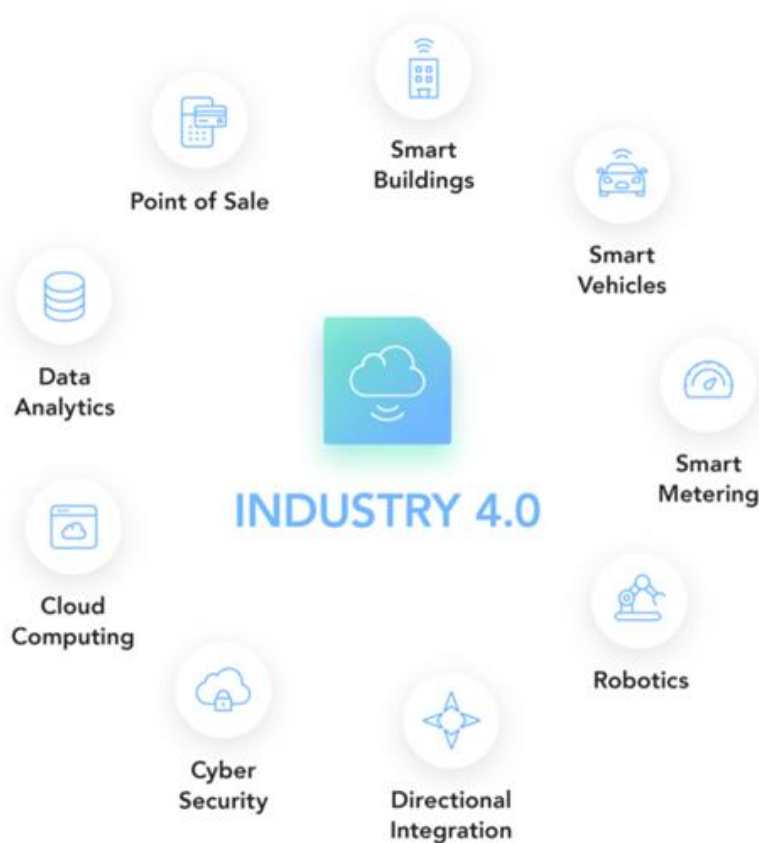 Smart
Buildings
Point of Sale
Smart
Vehicles
Data
Analytics
Smart
Metering
INDUSTRY 4.0
Cloud
Computing
Robotics
Cyber
Security
Directional
Integration